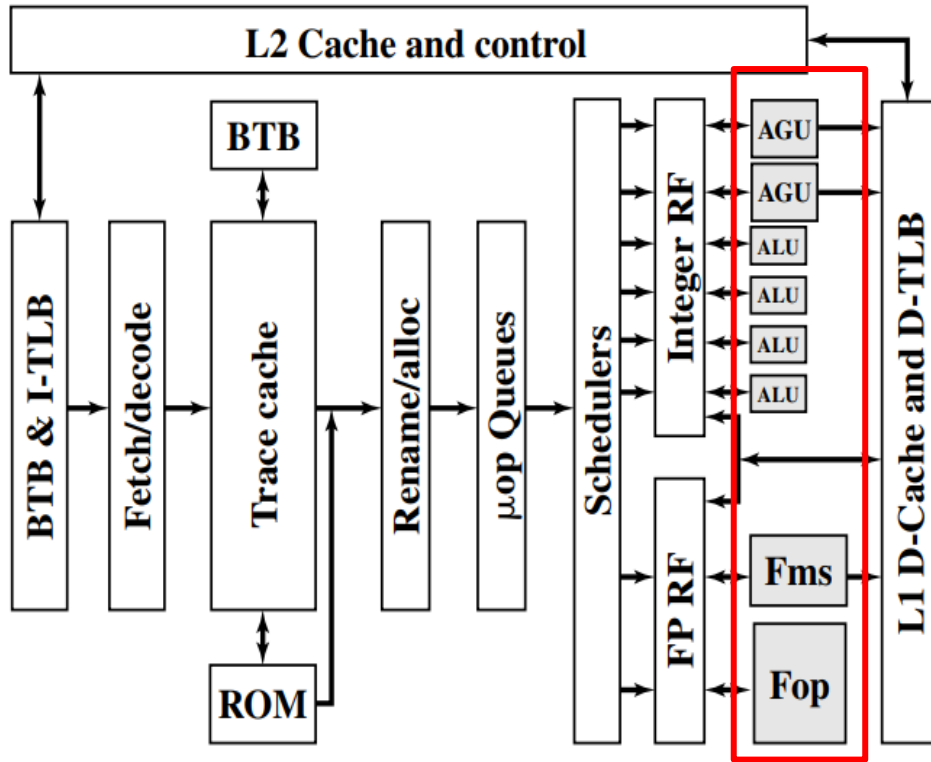 L2 Cache and control
BTB
BTB & I-TLB
Fetch/decode
Trace cache
ROM
Rename/alloc
μop Queues
Schedulers
Integer RF
FP RF
AGU
AGU
ALU
ALU
ALU
ALU
Fms
Fop
L1 D-Cache and D-TLB